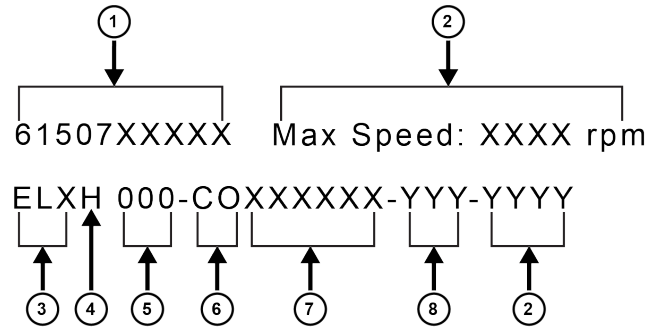 1 2
61507XXXXX Max Speed: XXXX rpm
ELXH 000-COXXXXXX-YYY-YYYY
3 4 5 6 7 8 2